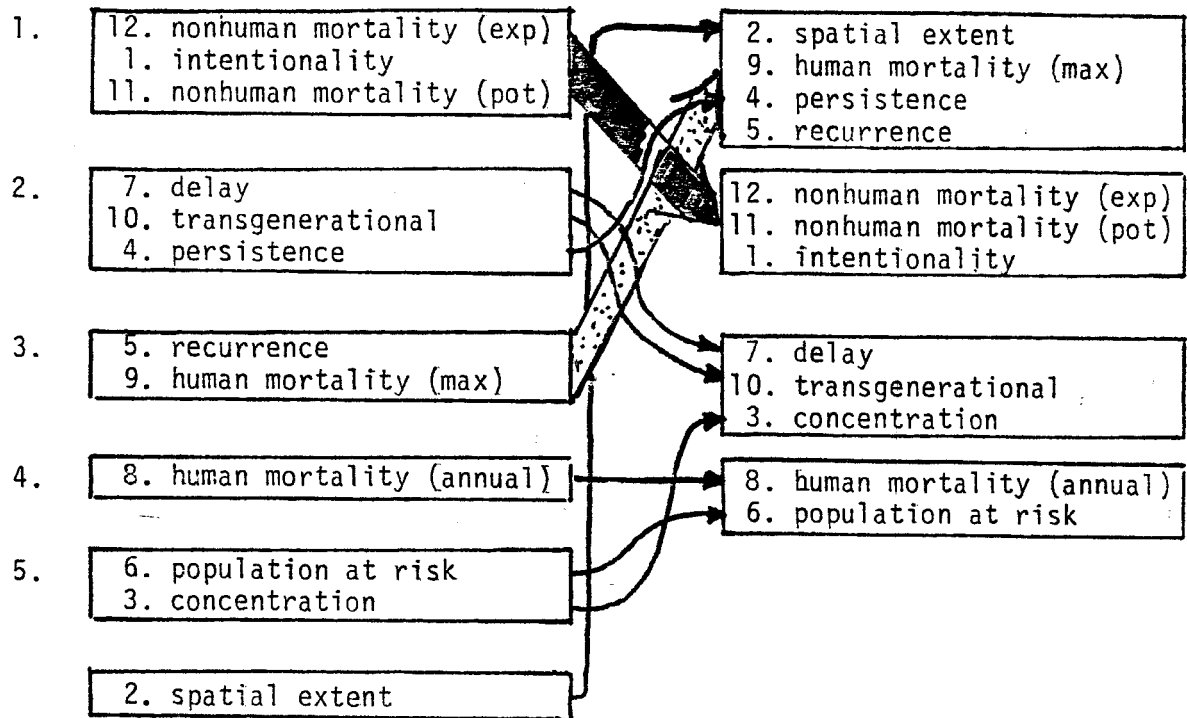 1.
12. nonhuman mortality (exp)
1. intentionality
11. nonhuman mortality (pot)
2.
7. delay
10. transgenerational
4. persistence
3.
5. recurrence
9. human mortality (max)
4.
8. human mortality (annual)
5.
6. population at risk
3. concentration
2. spatial extent
2. spatial extent
9. human mortality (max)
4. persistence
5. recurrence
12. nonhuman mortality (exp)
11. nonhuman mortality (pot)
1. intentionality
7. delay
10. transgenerational
3. concentration
8. human mortality (annual)
6. population at risk